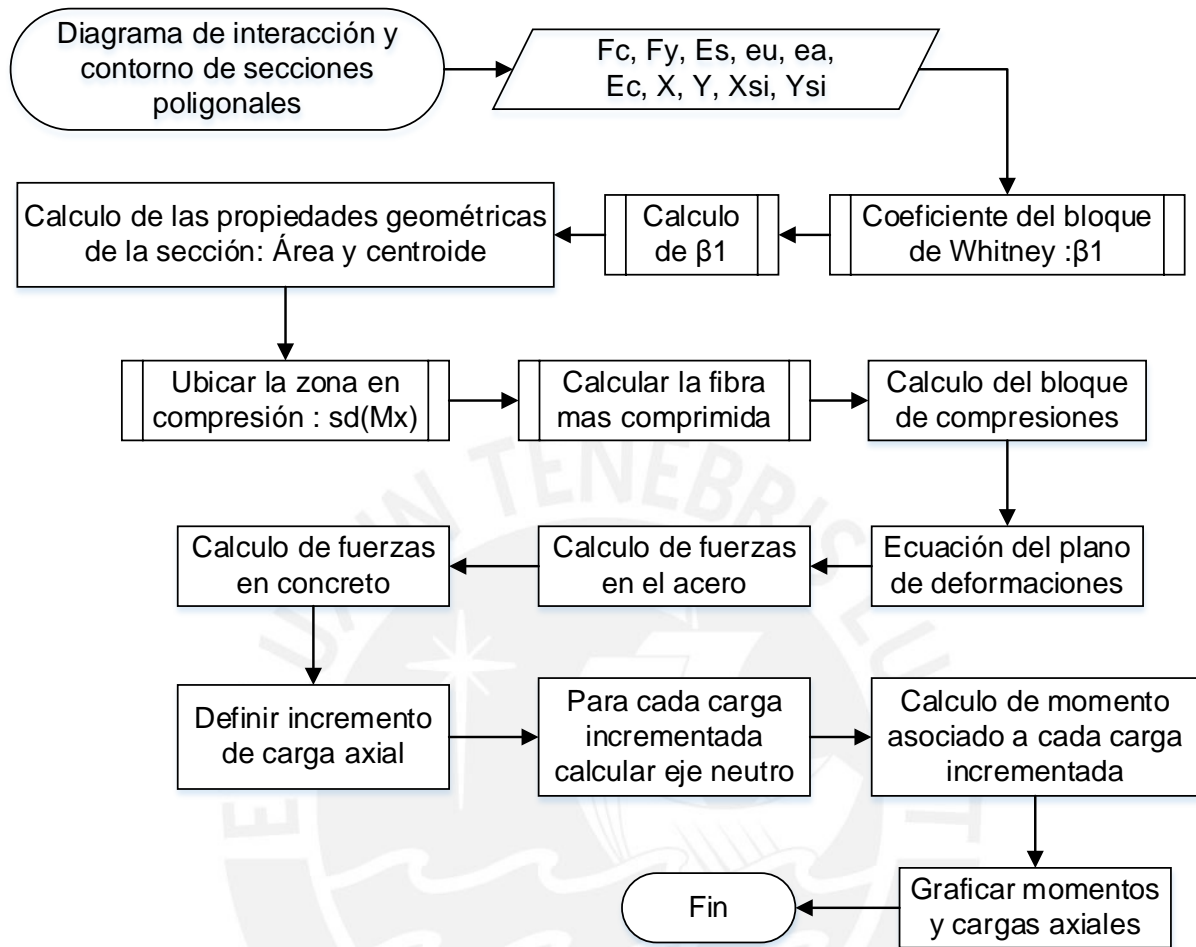 Diagrama de interacción y
contorno de secciones
poligonales
Fc, Fy, Es, eu, ea,
Ec, X, Y, Xsi, Ysi
Coeficiente del bloque
de Whitney :β1
Calculo
de β1
Calculo de las propiedades geométricas
de la sección: Área y centroide
Ubicar la zona en
compresión : sd(Mx)
Calcular la fibra
mas comprimida
Calculo del bloque
de compresiones
Ecuación del plano
de deformaciones
Calculo de fuerzas
en el acero
Calculo de fuerzas
en concreto
Definir incremento
de carga axial
Para cada carga
incrementada
calcular eje neutro
Calculo de momento
asociado a cada carga
incrementada
Graficar momentos
y cargas axiales
Fin
TENEBRIS